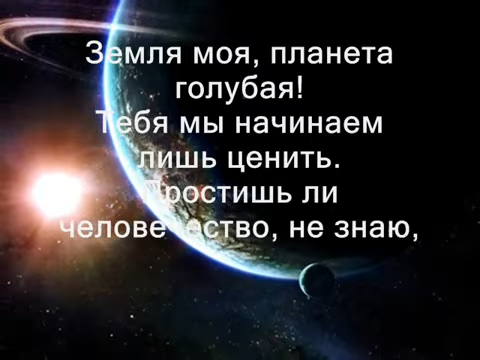 Земля моя, планета
голубая!
Тебя мы начинаем
лишь ценить.
Простишь ли
человечество, не знаю,